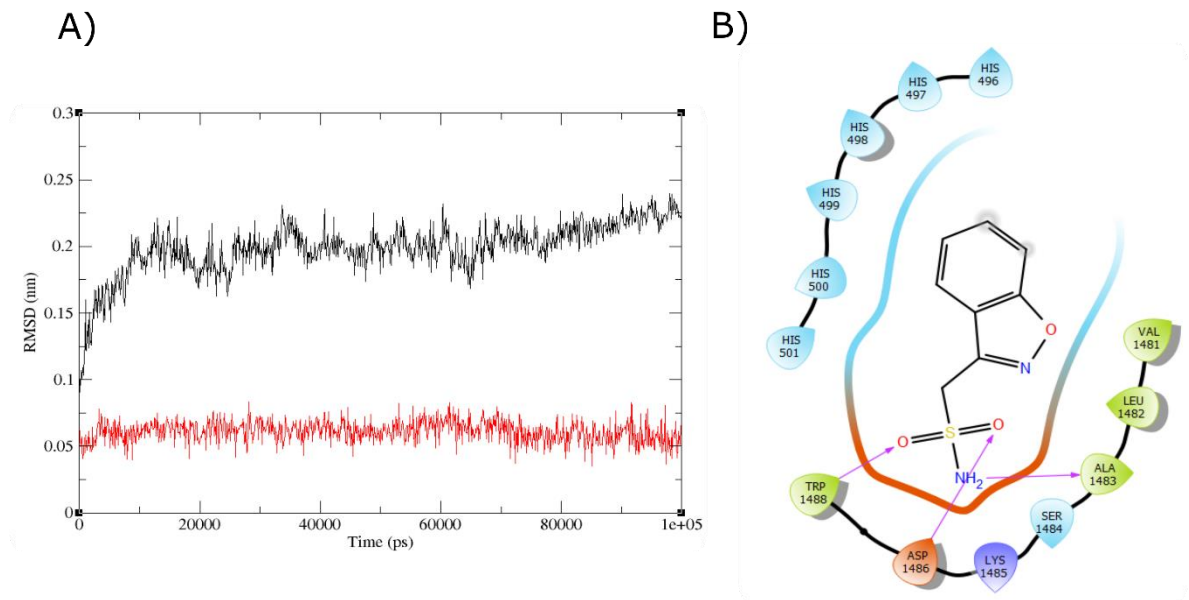 A)
0.3
0.25
0.2
0.15
0.1
0.05
0
RMSD (nm)
0
20000
40000
60000
80000
1e+05
Time (ps)
B)
HIS
496
HIS
497
HIS
498
HIS
499
HIS
500
HIS
501
O
N
O
S
O
NH2
VAL
1481
LEU
1482
ALA
1483
SER
1484
LYS
1485
ASP
1486
TRP
1488